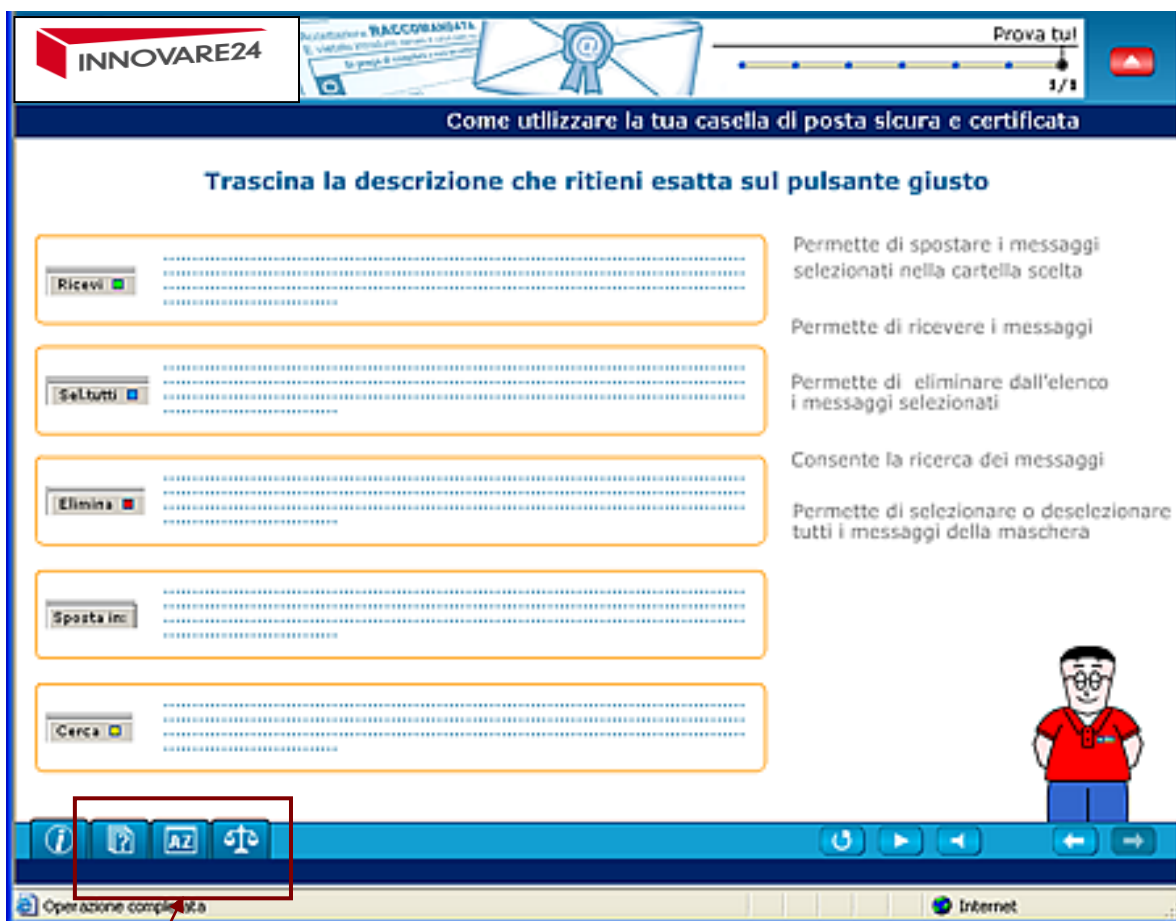 INNOVARE24
Accettazione RACCOMANDATA
Prova tu!
1/1
Come utilizzare la tua casella di posta sicura e certificata
Trascina la descrizione che ritieni esatta sul pulsante giusto
Ricevi
Sel.tutti
Elimina
Sposta in:
Cerca
Permette di spostare i messaggi
selezionati nella cartella scelta
Permette di ricevere i messaggi
Permette di eliminare dall'elenco
i messaggi selezionati
Consente la ricerca dei messaggi
Permette di selezionare o deselezionare
tutti i messaggi della maschera
i
?
AZ
Operazione completata
Internet